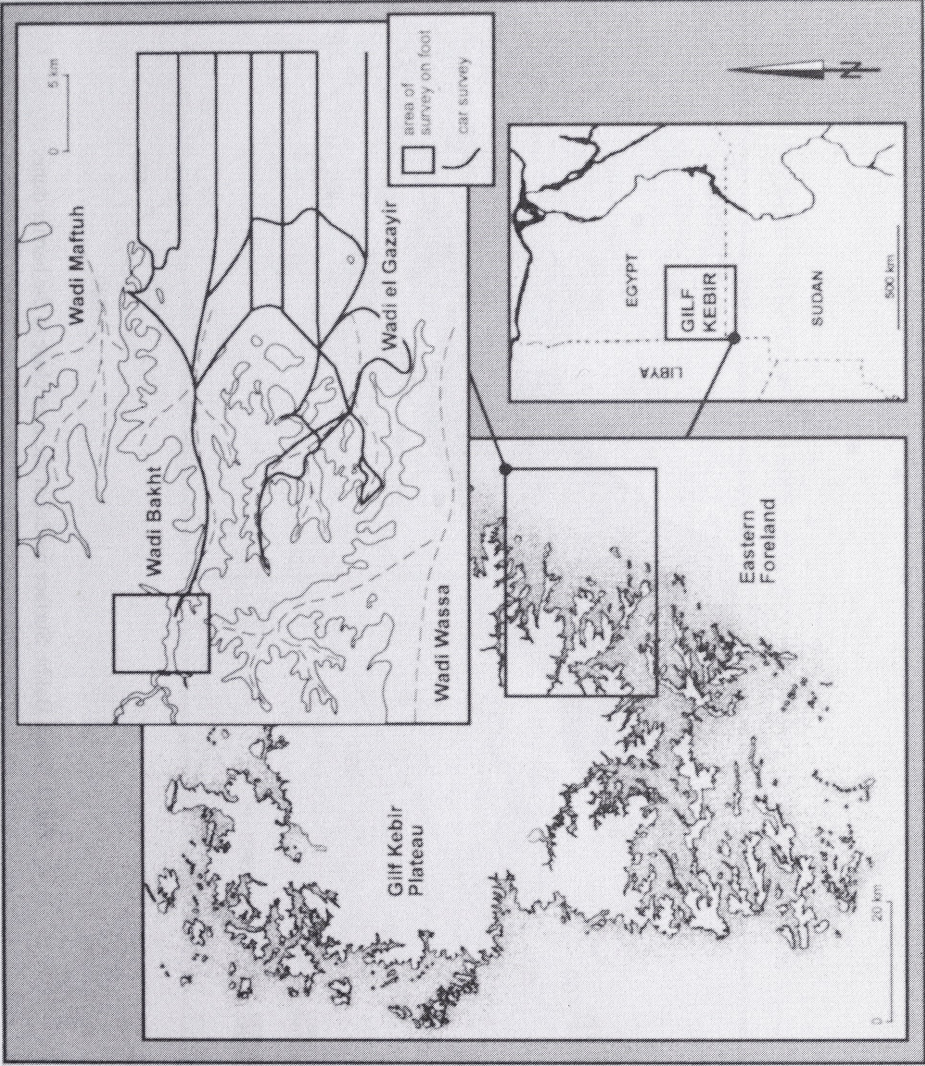 0 5 km
area of
survey on foot
car survey
Wadi Maftuh
Wadi Bakht
Wadi el Gazayir
Wadi Wassa
N
EGYPT
GILF
KEBIR
LIBYA
SUDAN
500 km
Eastern
Foreland
Gilf Kebir
Plateau
0 20 km